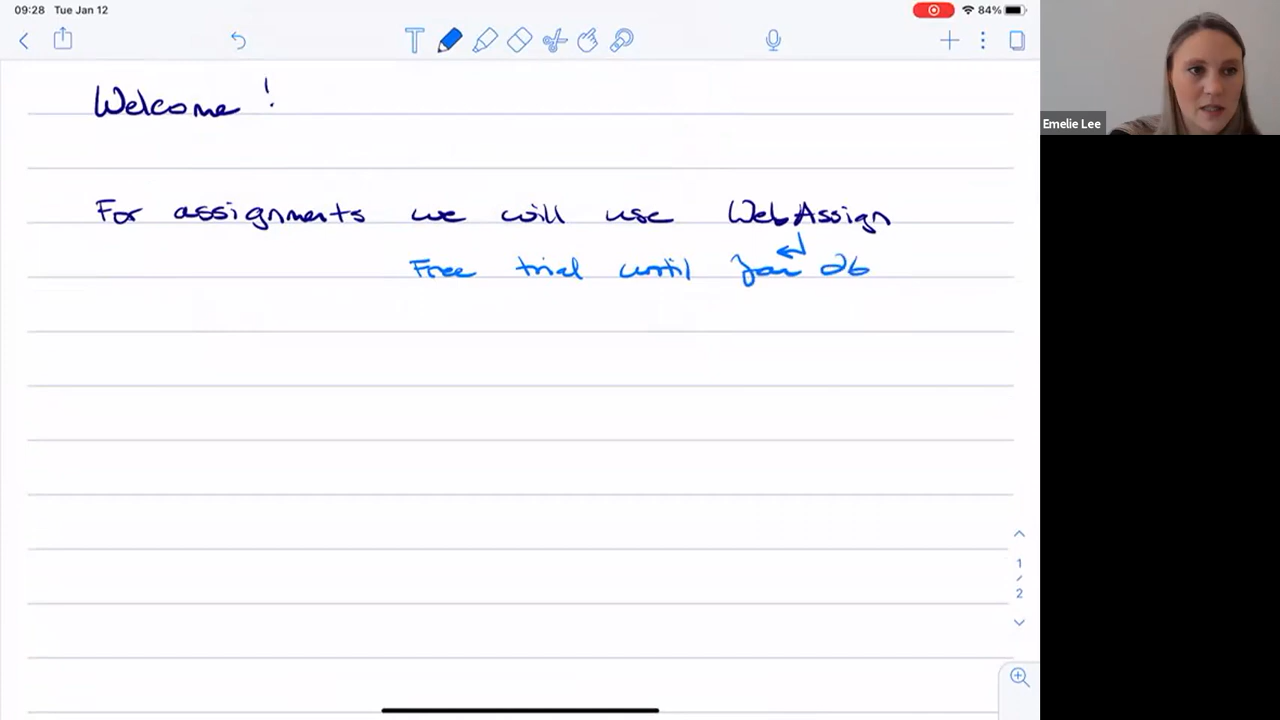 09:28 Tue Jan 12
84%
T
Welcome!
For assignments we will use WebAssign
Free trial until Jan 26
1
/
2
Emelie Lee